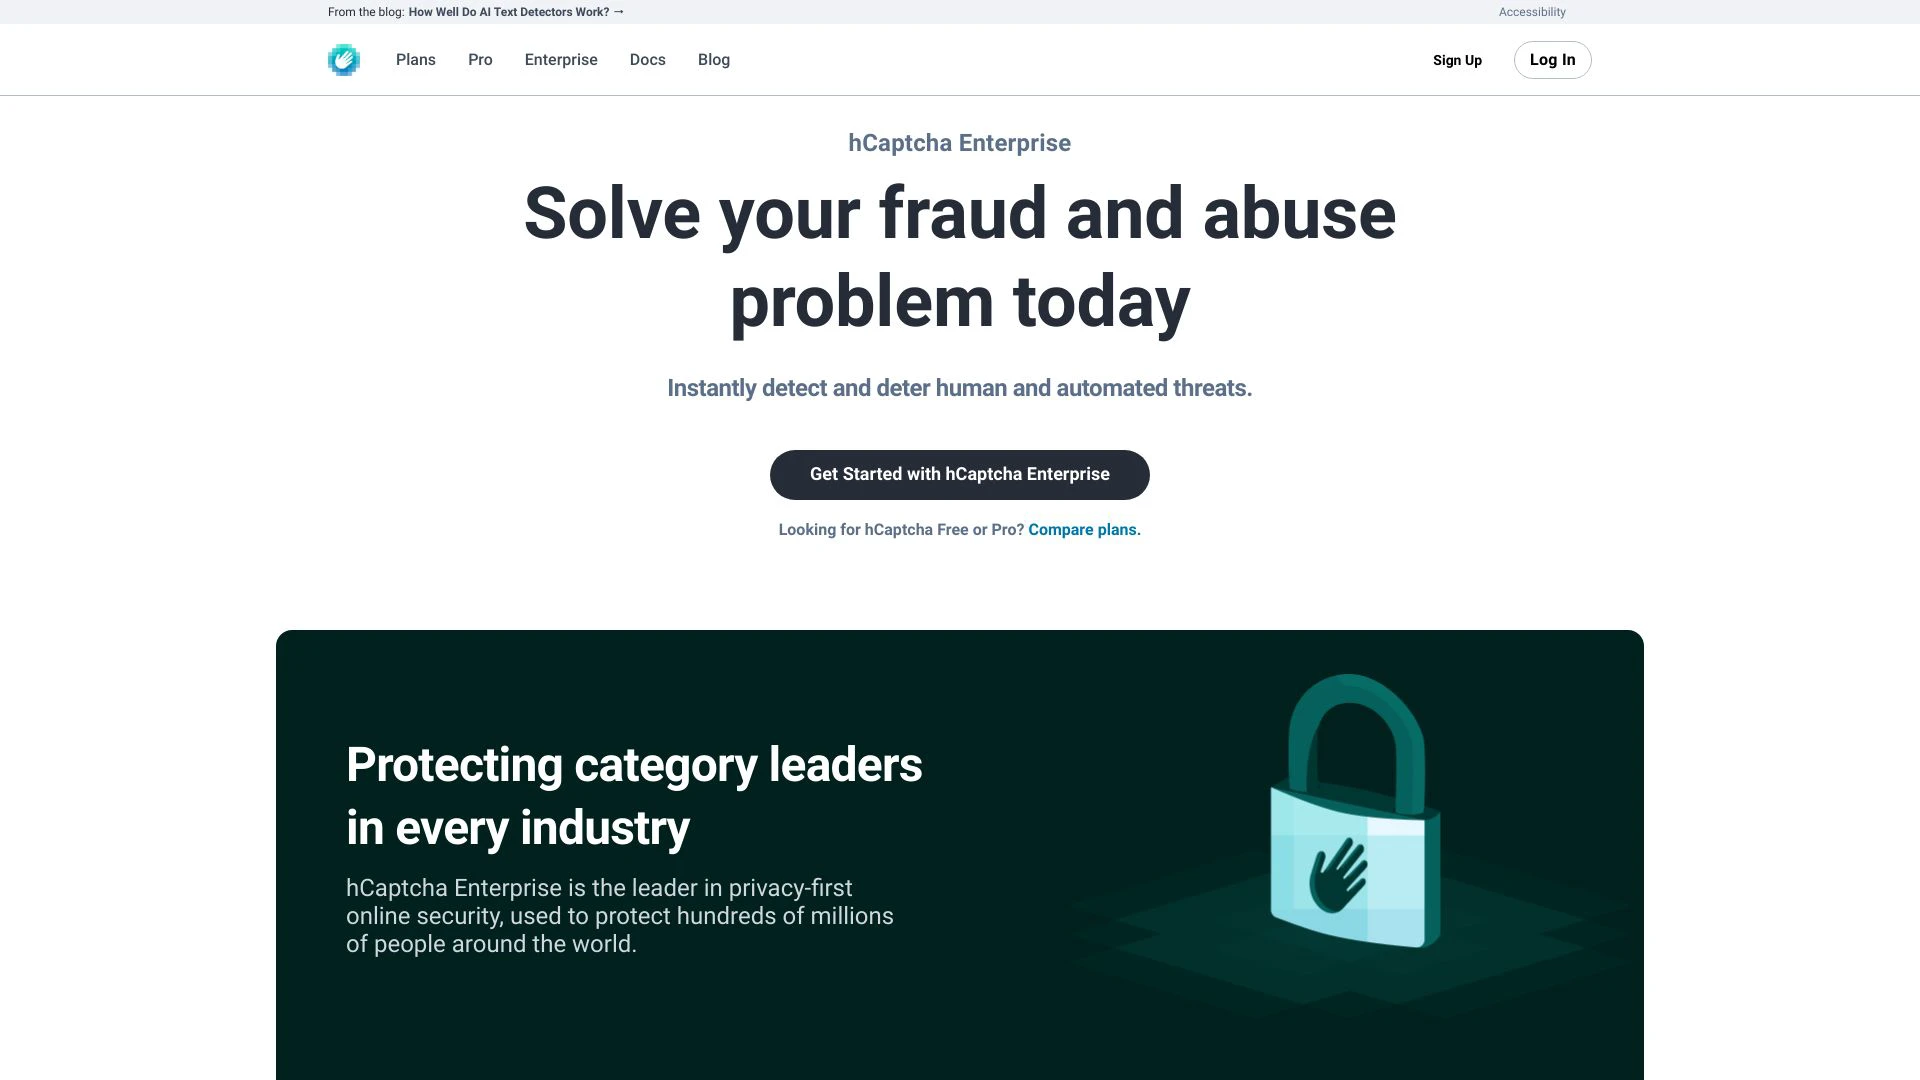 From the blog: How Well Do AI Text Detectors Work? →
Accessibility
Plans
Pro
Enterprise
Docs
Blog
Sign Up
Log In
hCaptcha Enterprise
Solve your fraud and abuse
problem today
Instantly detect and deter human and automated threats.
Get Started with hCaptcha Enterprise
Looking for hCaptcha Free or Pro? Compare plans.
Protecting category leaders
in every industry
hCaptcha Enterprise is the leader in privacy-first
online security, used to protect hundreds of millions
of people around the world.